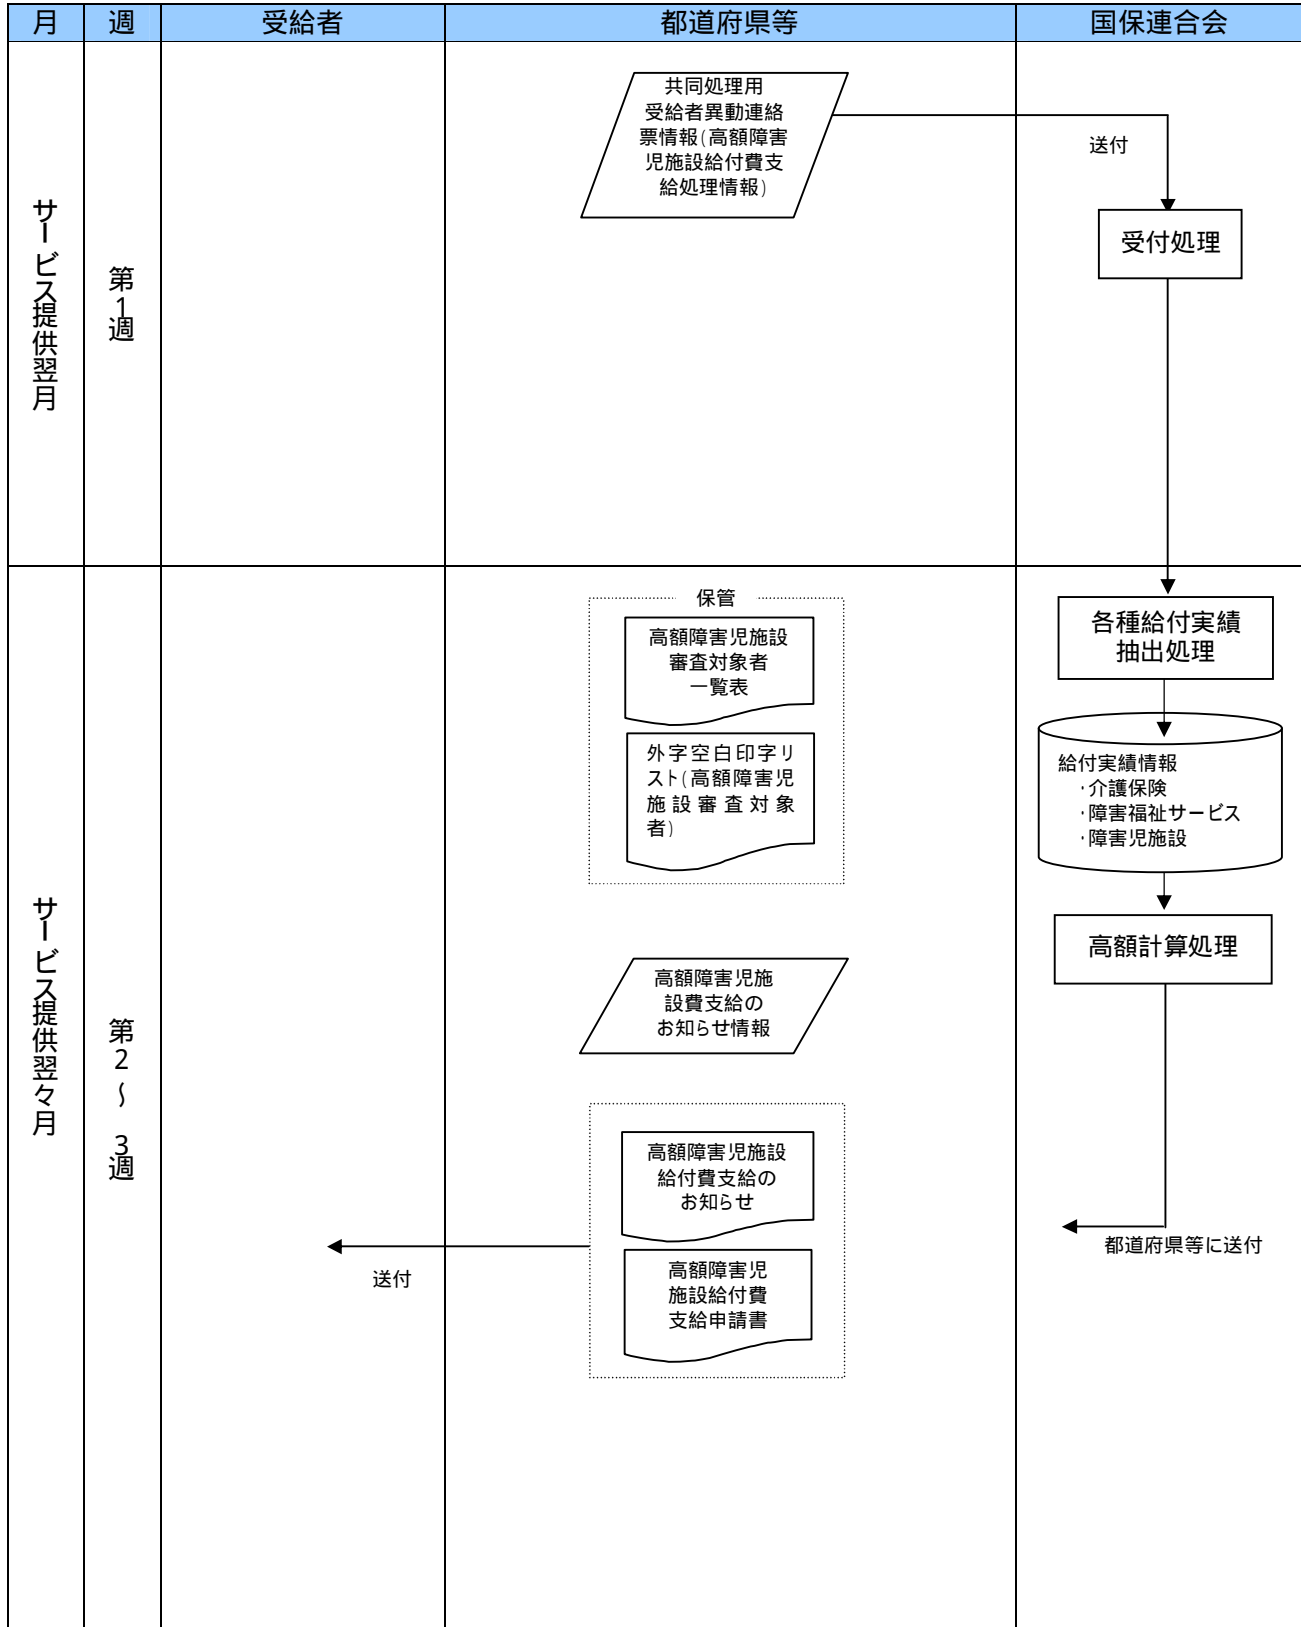 月 週 受給者 都道府県等 国保連合会
サービス提供翌月
第1週
共同処理用
受給者異動連絡
票情報(高額障害
児施設給付費支
給処理情報)
送付
受付処理
サービス提供翌々月
第2～3週
保管
高額障害児施設
審査対象者
一覧表
外字空白印字リ
スト(高額障害児
施設審査対象
者)
各種給付実績
抽出処理
給付実績情報
・介護保険
・障害福祉サービス
・障害児施設
高額計算処理
高額障害児施
設費支給の
お知らせ情報
高額障害児施設
給付費支給の
お知らせ
都道府県等に送付
送付
高額障害児
施設給付費
支給申請書